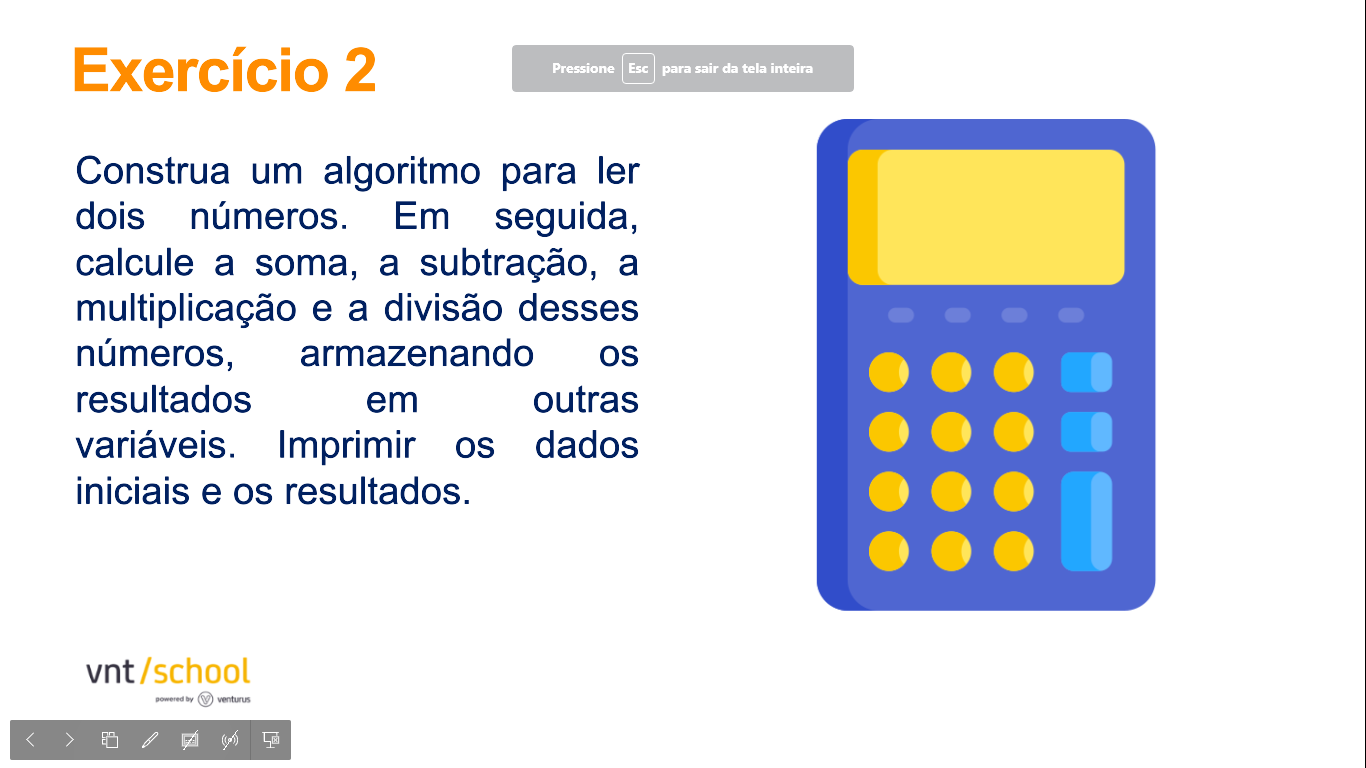 Exercício 2
Pressione Esc para sair da tela inteira
Construa um algoritmo para ler
dois números. Em seguida,
calcule a soma, a subtração, a
multiplicação e a divisão desses
números, armazenando os
resultados em outras
variáveis. Imprimir os dados
iniciais e os resultados.
vnt/school
powered by venturus